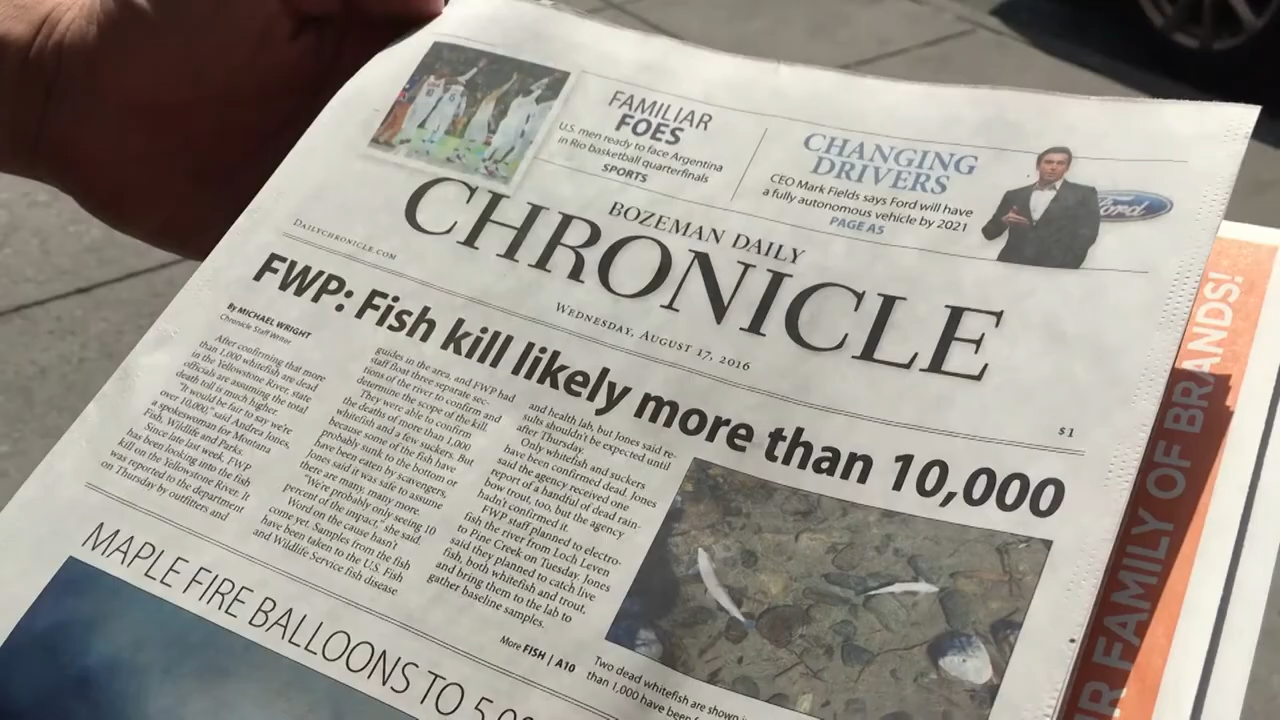 FAMILIAR
FOES
U.S. men ready to face Argentina
in Rio basketball quarterfinals
SPORTS
CHANGING
DRIVERS
CEO Mark Fields says Ford will have
a fully autonomous vehicle by 2021
PAGE A5
Ford
BOZEMAN DAILY
CHRONICLE
DAILYCHRONICLE.COM
WEDNESDAY, AUGUST 17, 2016
$1
FWP: Fish kill likely more than 10,000
By MICHAEL WRIGHT
Chronicle Staff Writer
After confirming that more
than 1,000 whitefish are dead
in the Yellowstone River, state
officials are assuming the total
death toll is much higher.
"It would be fair to say we're
over 10,000," said Andrea Jones,
a spokeswoman for Montana
Fish, Wildlife and Parks.
Since late last week, FWP
has been looking into the fish
kill on the Yellowstone River. It
was reported to the department
on Thursday by outfitters and
guides in the area, and FWP had
staff float three separate sec-
tions of the river to confirm and
determine the scope of the kill.
They were able to confirm
the deaths of more than 1,000
whitefish and a few suckers. But
because some of the fish have
probably sunk to the bottom or
have been eaten by scavengers,
Jones said it was safe to assume
there are many, many more.
"We're probably only seeing 10
percent of the impact," she said.
Word on the cause hasn't
come yet. Samples from the fish
have been taken to the U.S. Fish
and Wildlife Service fish disease
and health lab, but Jones said re-
sults shouldn't be expected until
after Thursday.
Only whitefish and suckers
have been confirmed dead. Jones
said the agency received one
report of a handful of dead rain-
bow trout, too, but the agency
hadn't confirmed it.
FWP staff planned to electro-
fish the river from Loch Leven
to Pine Creek on Tuesday. Jones
said they planned to catch live
fish, both whitefish and trout,
and bring them to the lab to
gather baseline samples.
More FISH | A10
Two dead whitefish are shown
than 1,000 have been
MAPLE FIRE BALLOONS TO
FAMILY OF BRANDS!